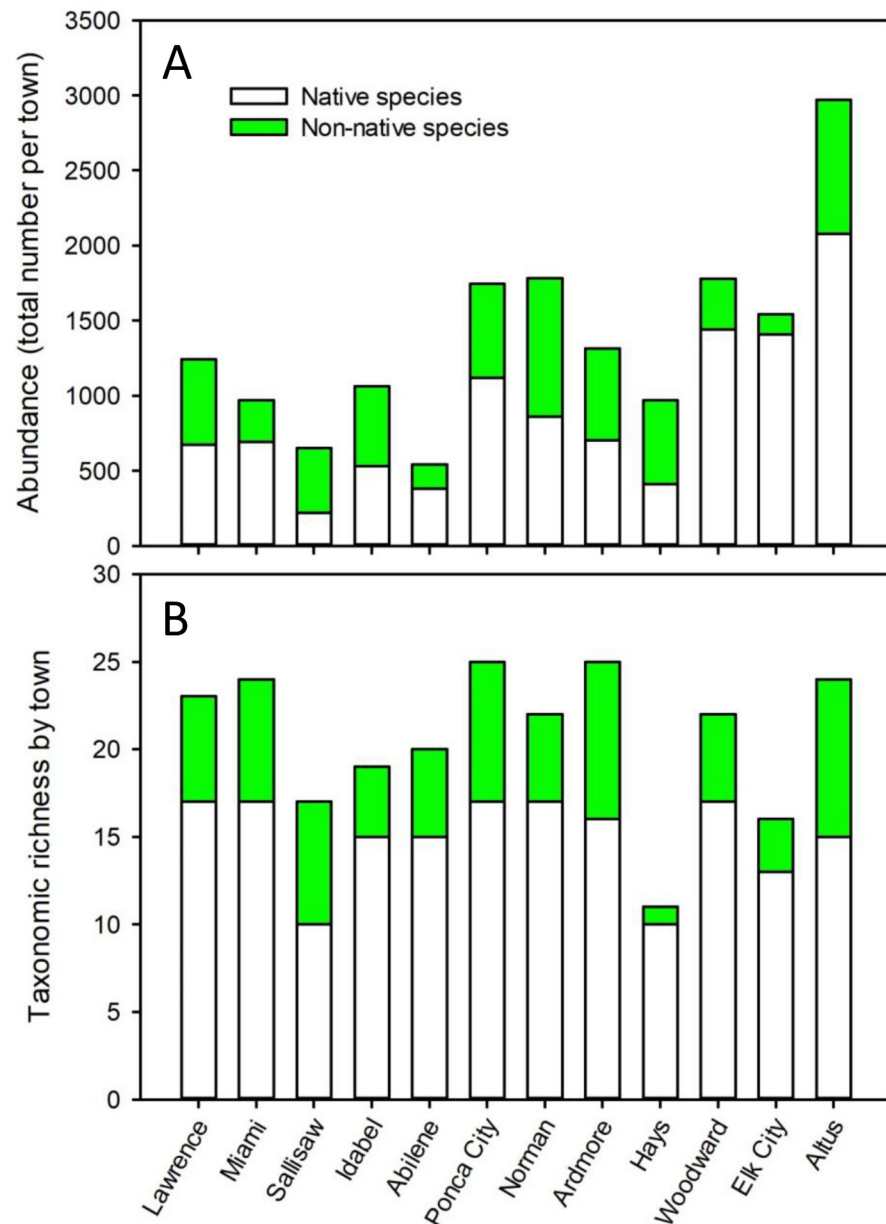 A
Native species
Non-native species
Abundance (total number per town)
3500
3000
2500
2000
1500
1000
500
0
B
Taxonomic richness by town
30
25
20
15
10
5
0
Lawrence
Miami
Sallisaw
Idabel
Abilene
Ponca City
Norman
Ardmore
Hays
Woodward
Elk City
Altus